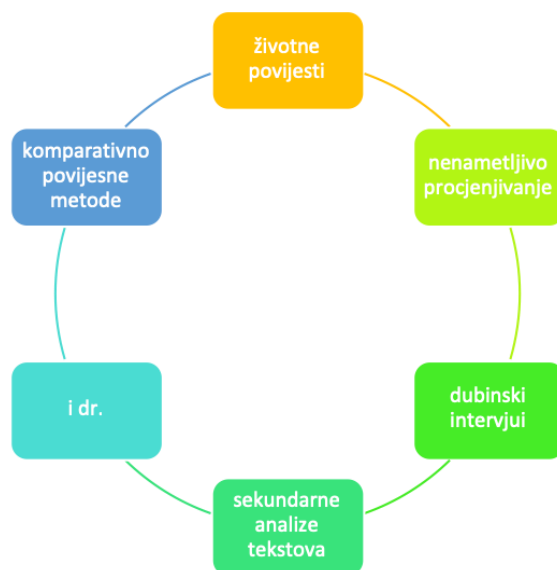 životne
povijesti
nenametljivo
procjenjivanje
dubinski
intervjui
sekundarne
analize
tekstova
i dr.
komparativno
povijesne
metode